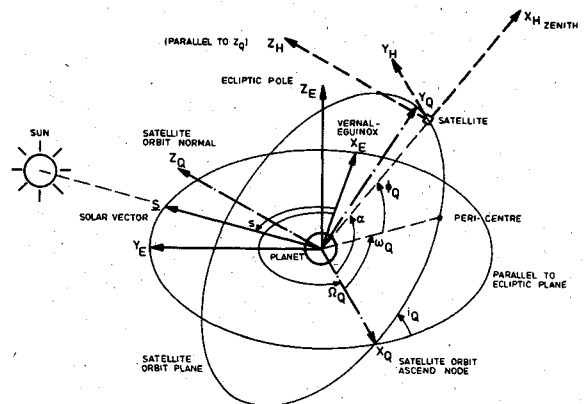 X_H ZENITH
(PARALLEL TO Z_Q)
Z_H
Y_H
ECLIPTIC POLE
Z_E
Y_Q
SATELLITE
VERNAL-
EGUINOX
X_E
SUN
SATELLITE
ORBIT NORMAL
Z_Q
ϕ_Q
SOLAR VECTOR
S
s
α
PERI-CENTRE
Y_E
PLANET
ω_Q
Ω_Q
PARALLEL TO
ECLIPTIC PLANE
i_Q
X_Q
SATELLITE
ORBIT PLANE
SATELLITE ORBIT
ASCEND NODE